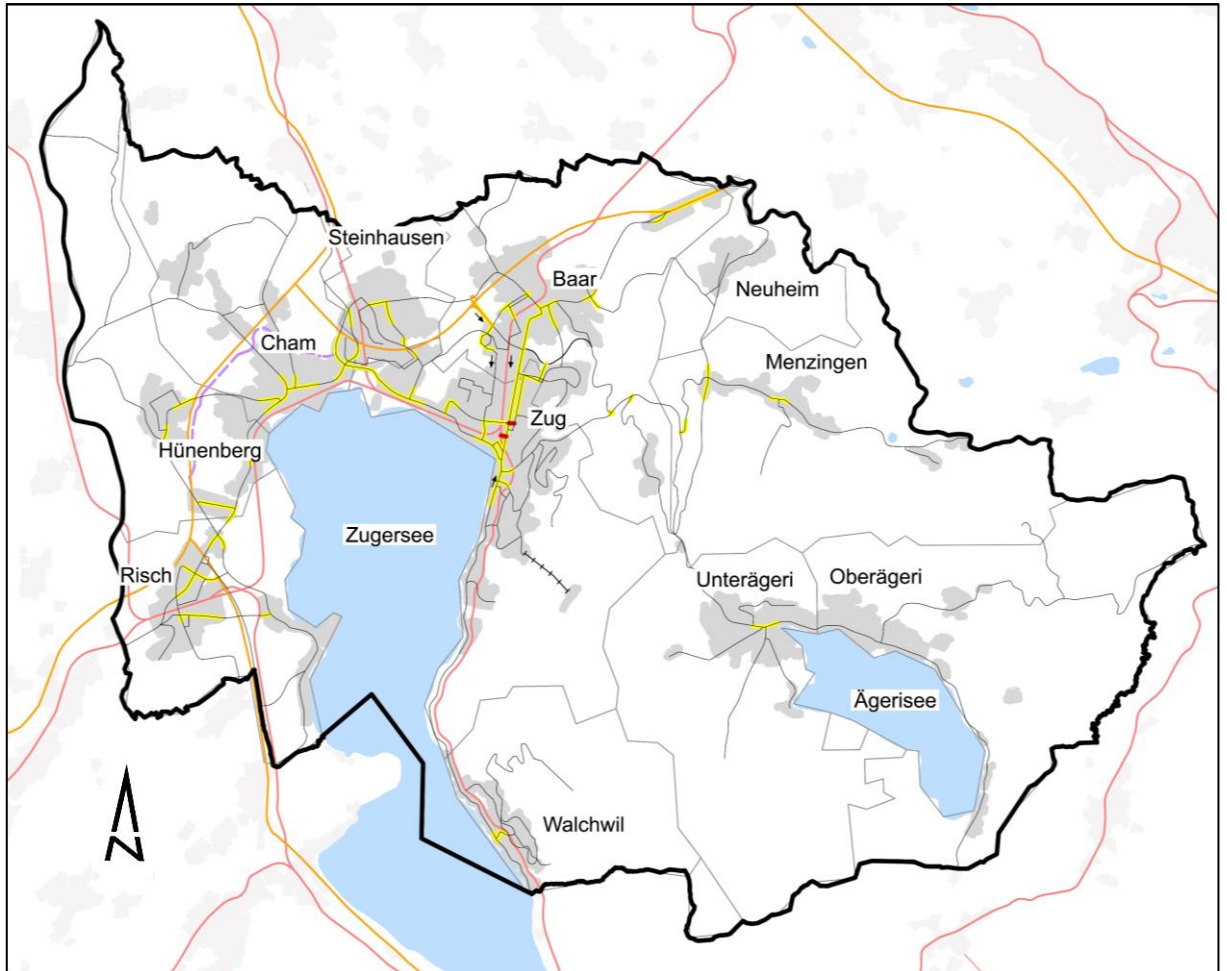 Steinhausen
Baar
Neuheim
Cham
Menzingen
Zug
Hünenberg
Zugersee
Risch
Unterägeri
Oberägeri
Ägerisee
Walchwil